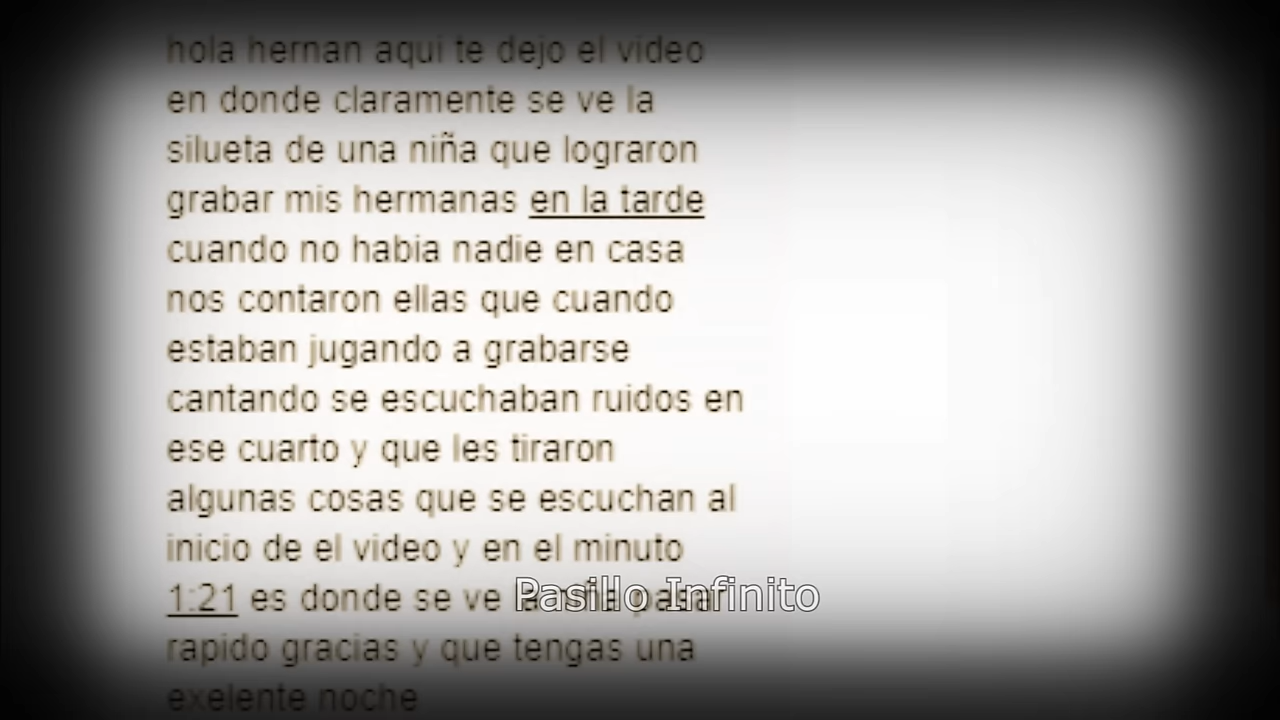 hola hernan aqui te dejo el video
en donde claramente se ve la
silueta de una niña que lograron
grabar mis hermanas en la tarde
cuando no habia nadie en casa
nos contaron ellas que cuando
estaban jugando a grabarse
cantando se escuchaban ruidos en
ese cuarto y que les tiraron
algunas cosas que se escuchan al
inicio de el video y en el minuto
1:21 es donde se ve
Pasillo Infinito
rapido gracias y que tengas una
exelente noche